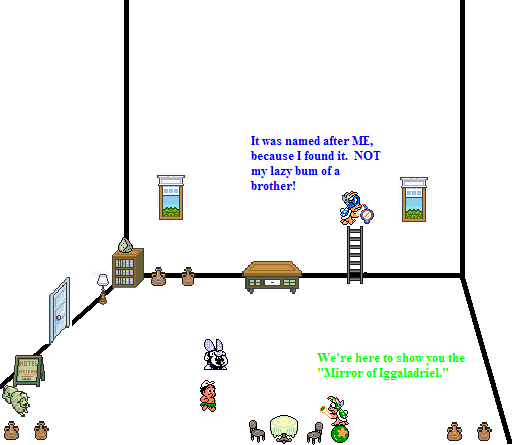 It was named after ME,
because I found it.  NOT
my lazy bum of a
brother!
We're here to show you the
"Mirror of Iggaladriel."
HOTEL